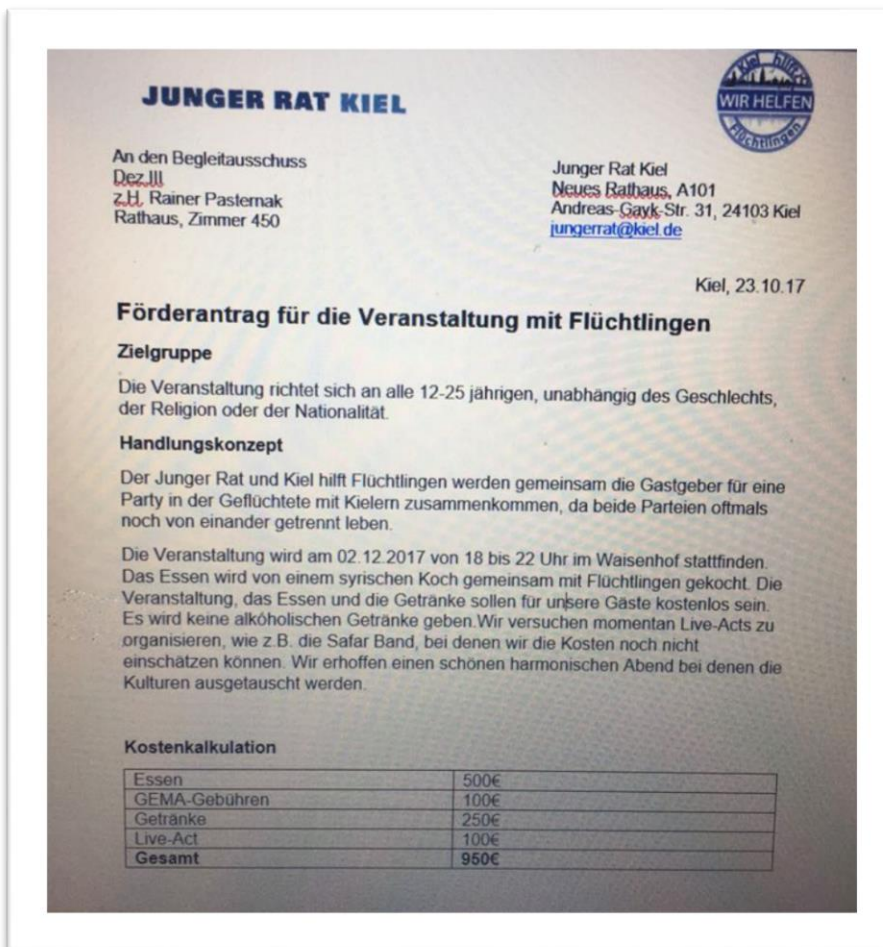 JUNGER RAT KIEL
Kiel hilft
WIR HELFEN
Flüchtlingen
An den Begleitausschuss
Dez.III
z.H. Rainer Pasternak
Rathaus, Zimmer 450
Junger Rat Kiel
Neues Rathaus, A101
Andreas-Gayk-Str. 31, 24103 Kiel
jungerrat@kiel.de
Kiel, 23.10.17
Förderantrag für die Veranstaltung mit Flüchtlingen
Zielgruppe
Die Veranstaltung richtet sich an alle 12-25 jährigen, unabhängig des Geschlechts,
der Religion oder der Nationalität.
Handlungskonzept
Der Junger Rat und Kiel hilft Flüchtlingen werden gemeinsam die Gastgeber für eine
Party in der Geflüchtete mit Kielern zusammenkommen, da beide Parteien oftmals
noch von einander getrennt leben.
Die Veranstaltung wird am 02.12.2017 von 18 bis 22 Uhr im Waisenhof stattfinden.
Das Essen wird von einem syrischen Koch gemeinsam mit Flüchtlingen gekocht. Die
Veranstaltung, das Essen und die Getränke sollen für unsere Gäste kostenlos sein.
Es wird keine alkoholischen Getränke geben.Wir versuchen momentan Live-Acts zu
organisieren, wie z.B. die Safar Band, bei denen wir die Kosten noch nicht
einschätzen können. Wir erhoffen einen schönen harmonischen Abend bei denen die
Kulturen ausgetauscht werden.
Kostenkalkulation
Essen 500€
GEMA-Gebühren 100€
Getränke 250€
Live-Act 100€
Gesamt 950€